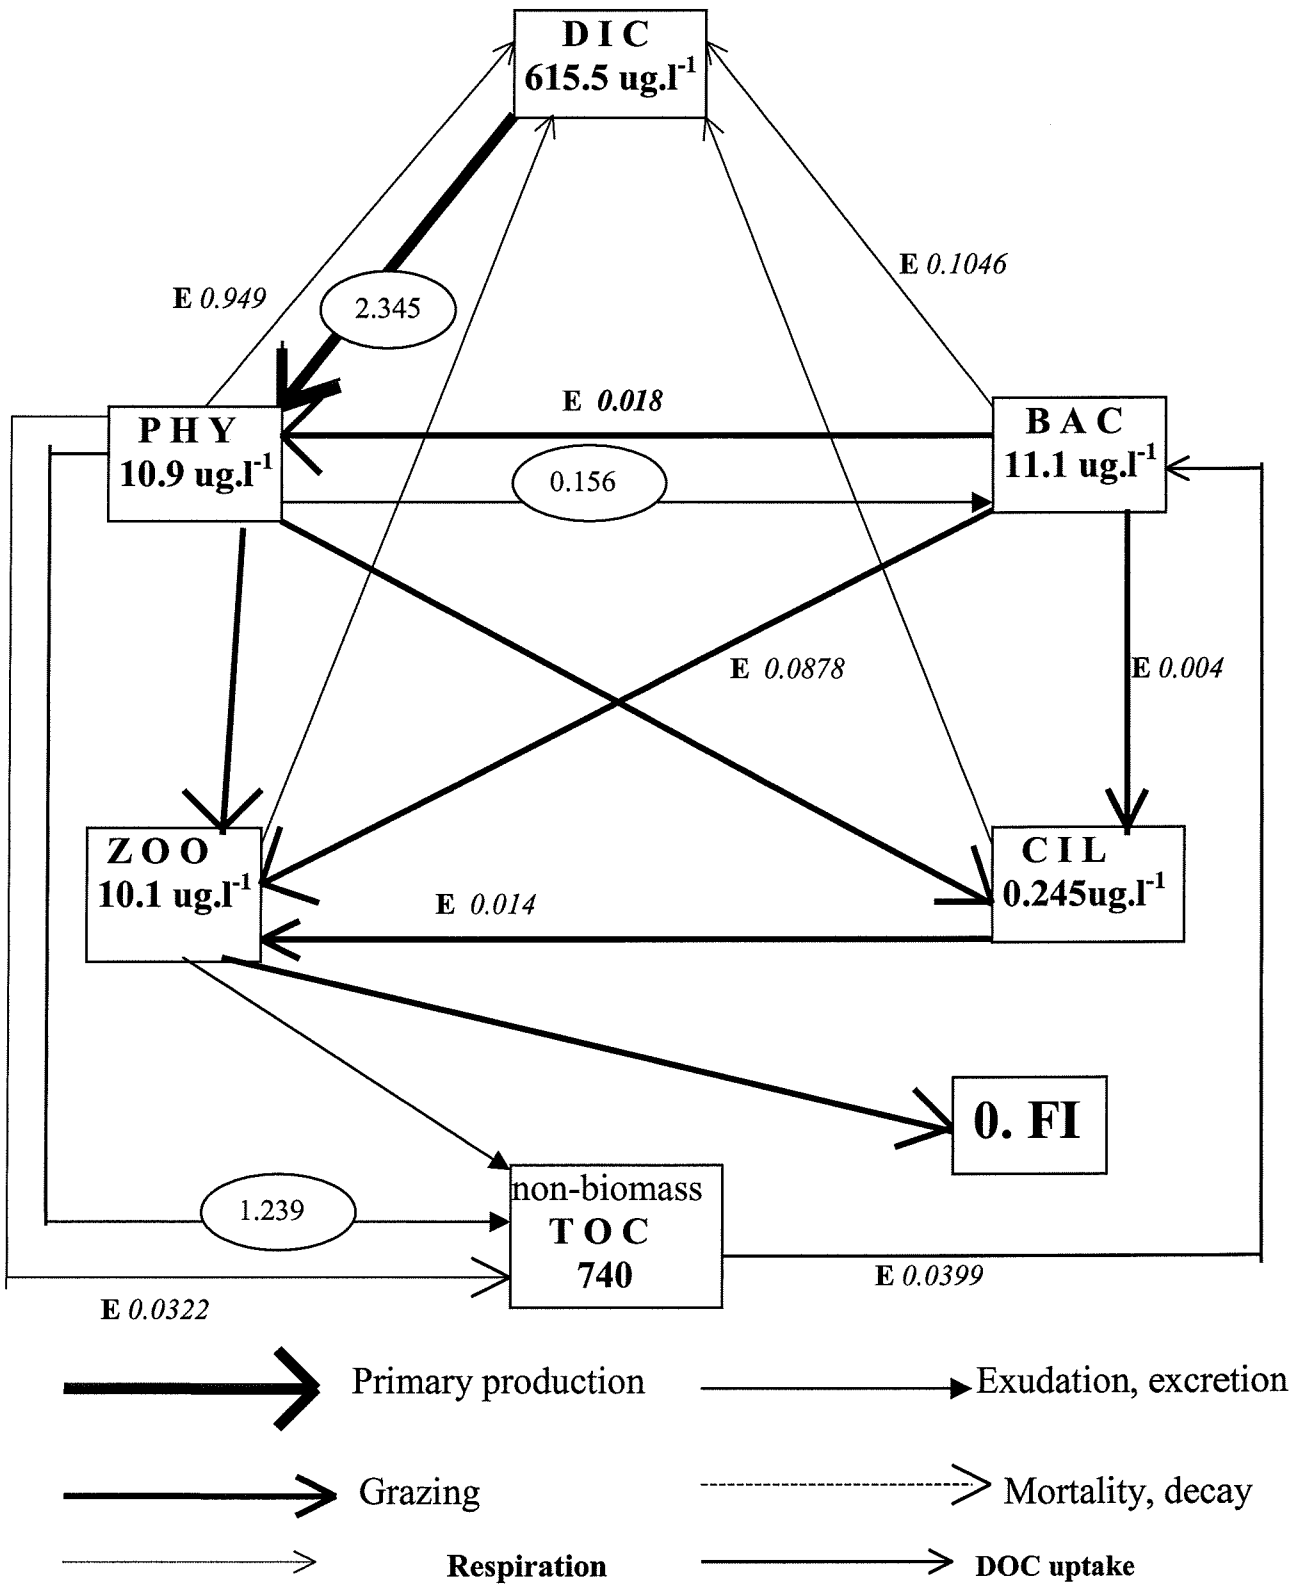 D I C
615.5 ug.l-1
E 0.1046
E 0.949
2.345
E 0.018
P H Y
10.9 ug.l-1
B A C
11.1 ug.l-1
0.156
E 0.0878
E 0.004
Z O O
10.1 ug.l-1
C I L
0.245ug.l-1
E 0.014
0. FI
non-biomass
T O C
740
1.239
E 0.0399
E 0.0322
Primary production
Exudation, excretion
Grazing
Mortality, decay
Respiration
DOC uptake